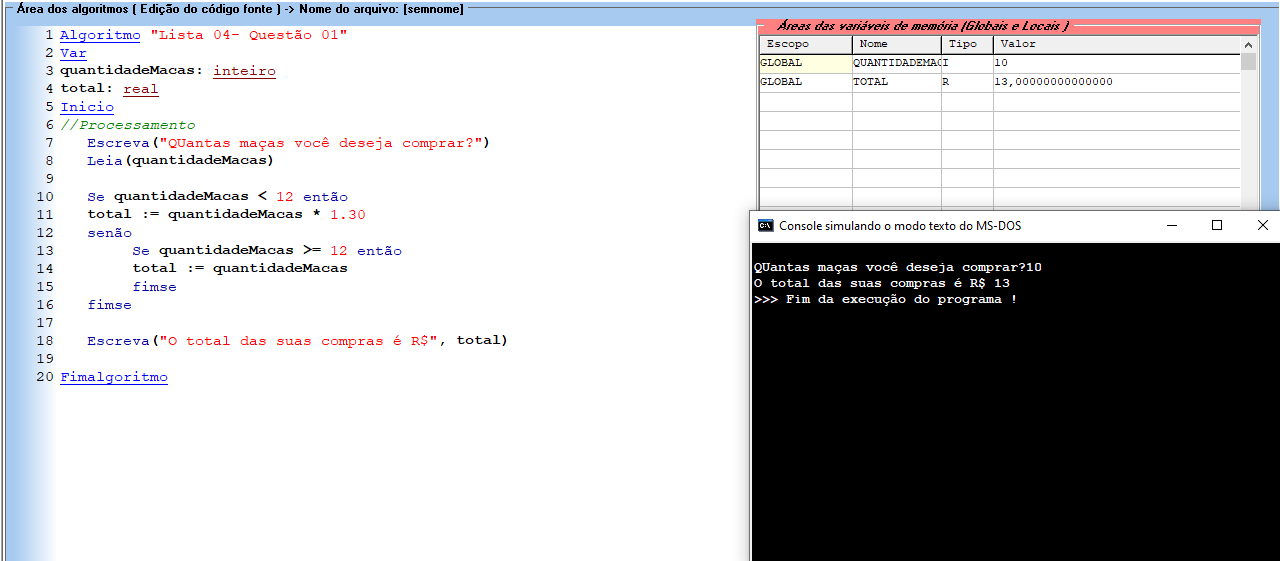 Área dos algoritmos ( Edição do código fonte ) -> Nome do arquivo: [semnome]
1 Algoritmo "Lista 04- Questão 01"
2 Var
3 quantidadeMacas: inteiro
4 total: real
5 Inicio
6 //Processamento
7 Escreva("QUantas maças você deseja comprar?")
8 Leia(quantidadeMacas)
9
10 Se quantidadeMacas < 12 então
11 total := quantidadeMacas * 1.30
12 senão
13 Se quantidadeMacas >= 12 então
14 total := quantidadeMacas
15 fimse
16 fimse
17
18 Escreva("O total das suas compras é R$", total)
19
20 Fimalgoritmo
Áreas das variáveis de memória (Globais e Locais )
Escopo Nome Tipo Valor
GLOBAL QUANTIDADEMAC I 10
GLOBAL TOTAL R 13,00000000000000
Console simulando o modo texto do MS-DOS
QUantas maças você deseja comprar?10
O total das suas compras é R$ 13
>>> Fim da execução do programa !